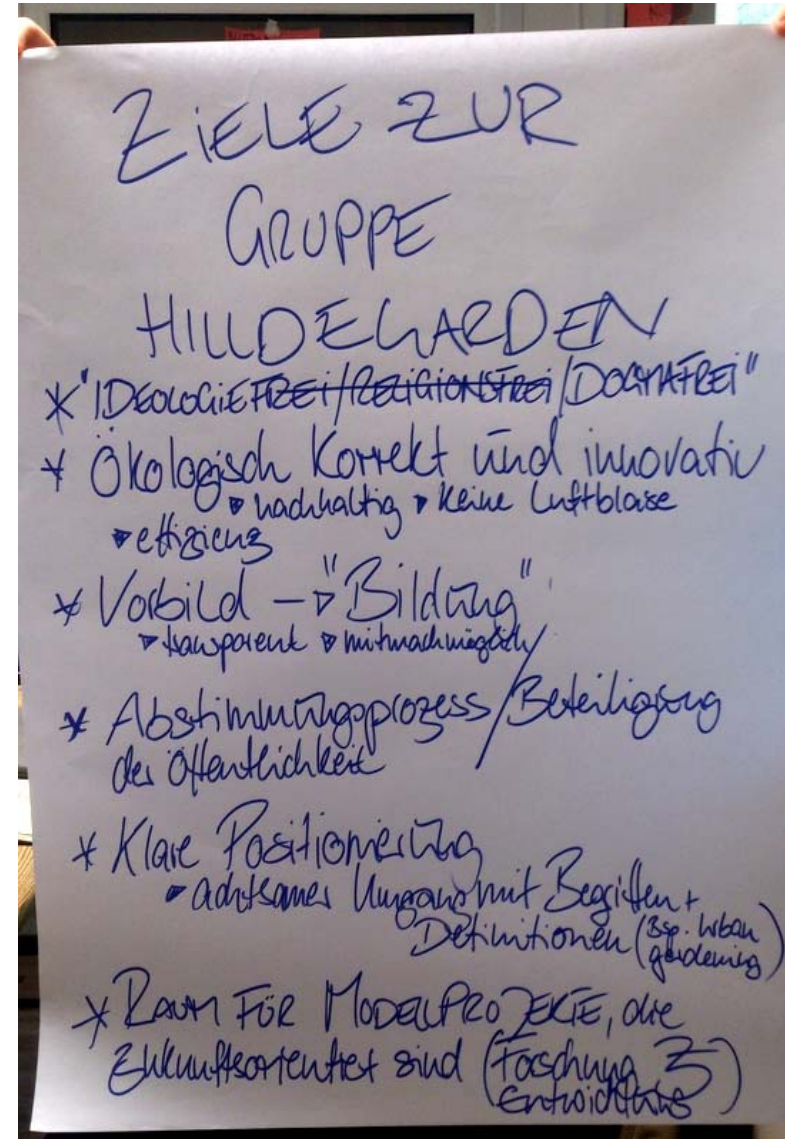 ZIELE ZUR
GRUPPE
HILLDEGARDEN
* "IDEOLOGIEFREI/RELIGIONSFREI/DOGMAFREI"
* Ökologisch Korrekt und innovativ
▸ nachhaltig ▸ Keine Luftblase
▸ effizienz
* Vorbild → "Bildung"
▸ transparent ▸ mitmachmöglich
* Abstimmungsprozess/Beteiligung
der Öffentlichkeit
* Klare Positionierung
▸ achtsamer Umgang mit Begriffen +
Definitionen (Bsp. Urban
gardening)
* RAUM FÜR MODELLPROJEKTE, die
Zukunftsorientiert sind (Forschung
Entwicklung)